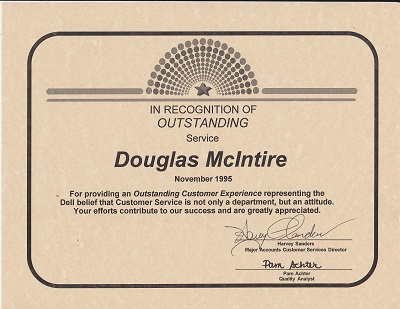 IN RECOGNITION OF
OUTSTANDING
Service
Douglas McIntire
November 1995
For providing an Outstanding Customer Experience representing the
Dell belief that Customer Service is not only a department, but an attitude.
Your efforts contribute to our success and are greatly appreciated.
Harvey Sanders
Harvey Sanders
Major Accounts Customer Services Director
Pam Achter
Pam Achter
Quality Analyst